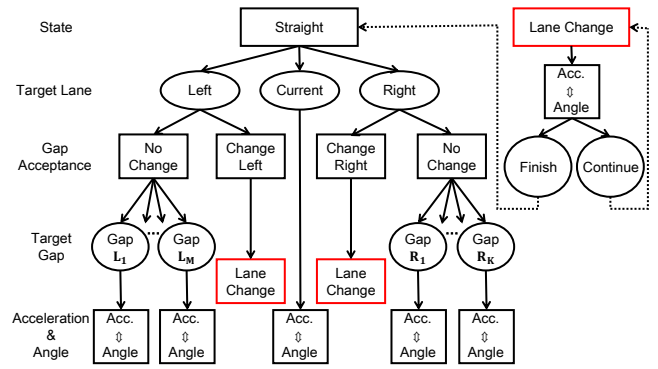 State
Straight
Lane Change
Target Lane
Left
Current
Right
Acc.
⇕
Angle
Gap
Acceptance
No
Change
Change
Left
Change
Right
No
Change
Finish
Continue
Target
Gap
Gap
L₁
...
Gap
L_M
Gap
R₁
...
Gap
R_K
Lane
Change
Lane
Change
Acceleration
&
Angle
Acc.
⇕
Angle
Acc.
⇕
Angle
Acc.
⇕
Angle
Acc.
⇕
Angle
Acc.
⇕
Angle